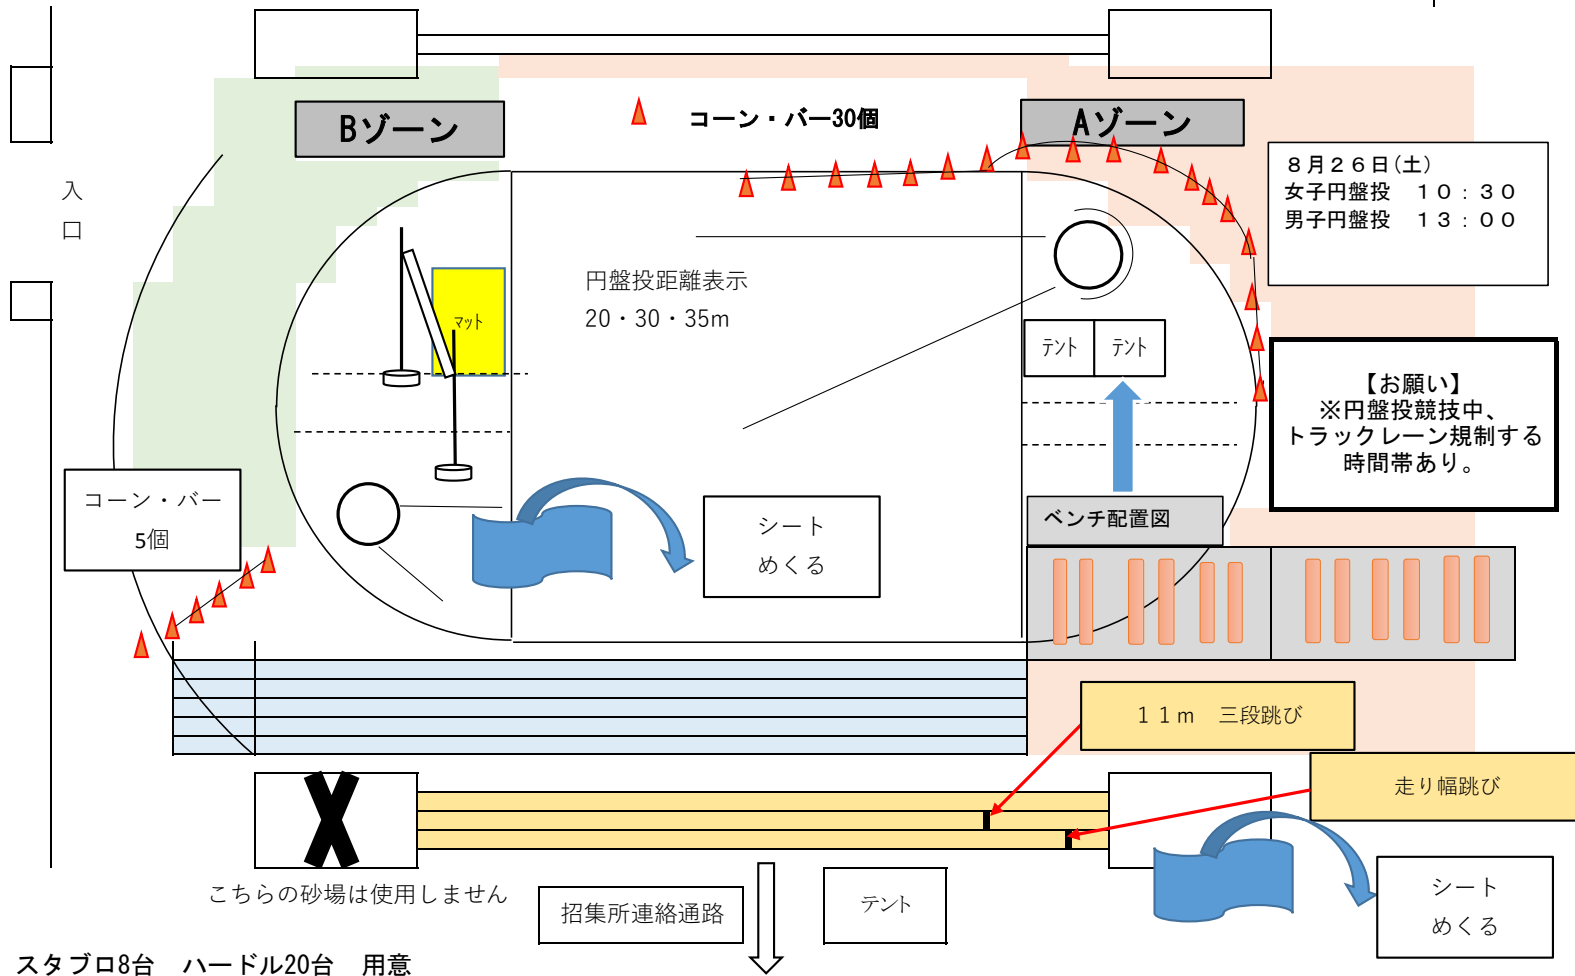 Bゾーン
コーン・バー30個
Aゾーン
8月26日(土)
女子円盤投　10:30
男子円盤投　13:00
入
口
円盤投距離表示
20・30・35m
マット
テント
テント
【お願い】
※円盤投競技中、
トラックレーン規制する
時間帯あり。
コーン・バー
5個
シート
めくる
ベンチ配置図
11m　三段跳び
走り幅跳び
こちらの砂場は使用しません
招集所連絡通路
テント
シート
めくる
スタブロ8台　ハードル20台　用意